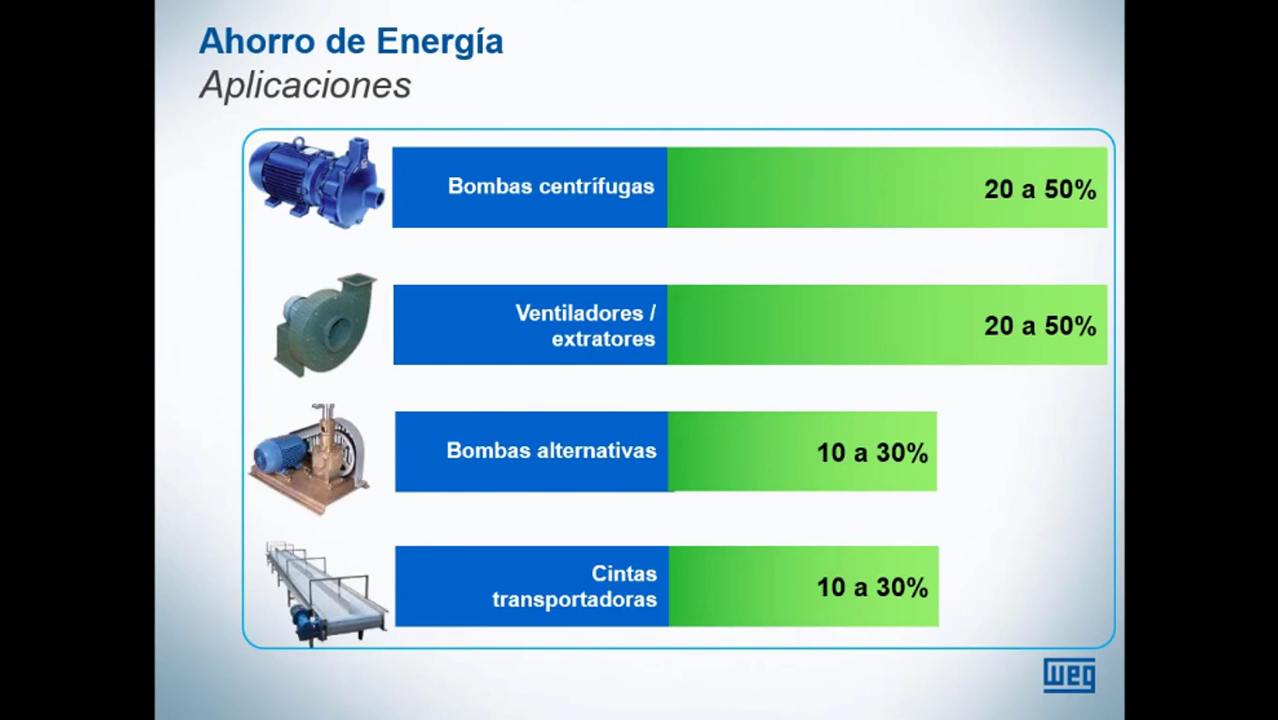 Ahorro de Energía
Aplicaciones
Bombas centrifugas
20 a 50%
Ventiladores /
extratores
20 a 50%
Bombas alternativas
10 a 30%
Cintas
transportadoras
10 a 30%
weg